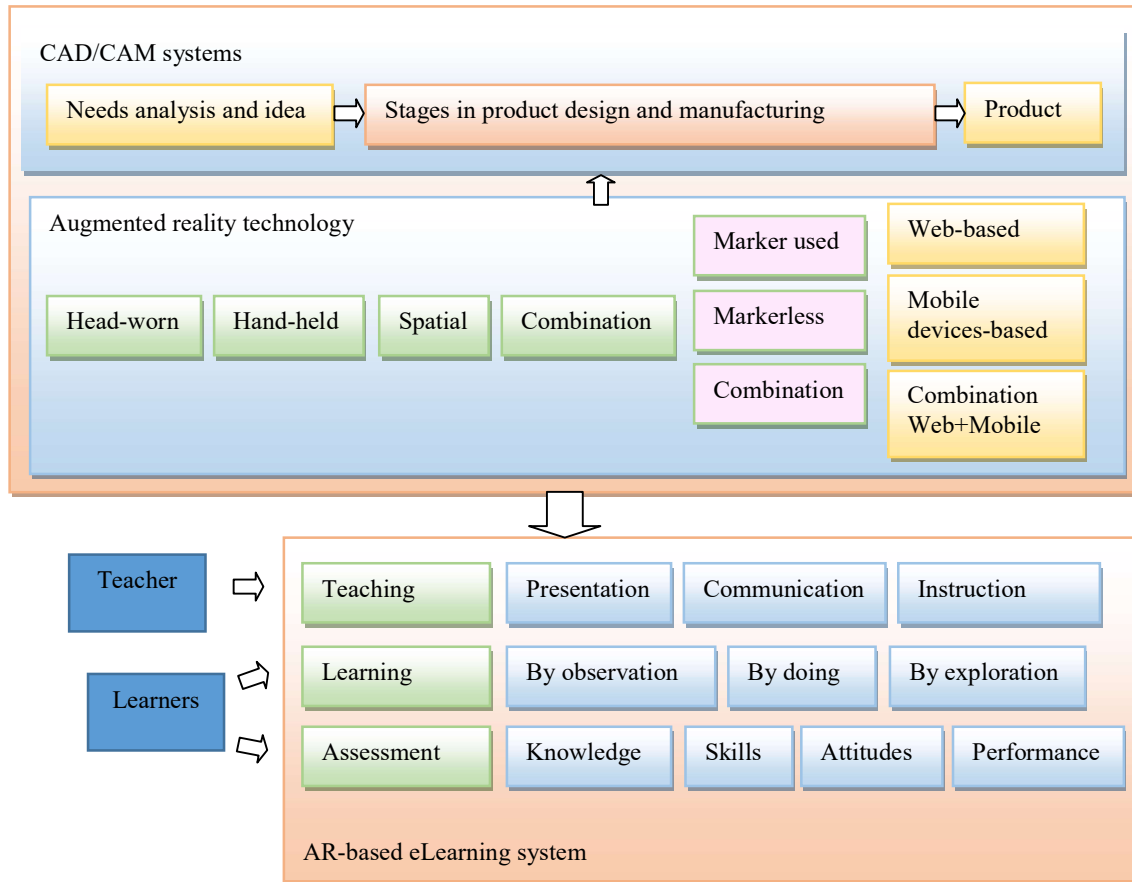 CAD/CAM systems
Needs analysis and idea
Stages in product design and manufacturing
Product
Augmented reality technology
Head-worn
Hand-held
Spatial
Combination
Marker used
Markerless
Combination
Web-based
Mobile
devices-based
Combination
Web+Mobile
Teacher
Learners
Teaching
Presentation
Communication
Instruction
Learning
By observation
By doing
By exploration
Assessment
Knowledge
Skills
Attitudes
Performance
AR-based eLearning system